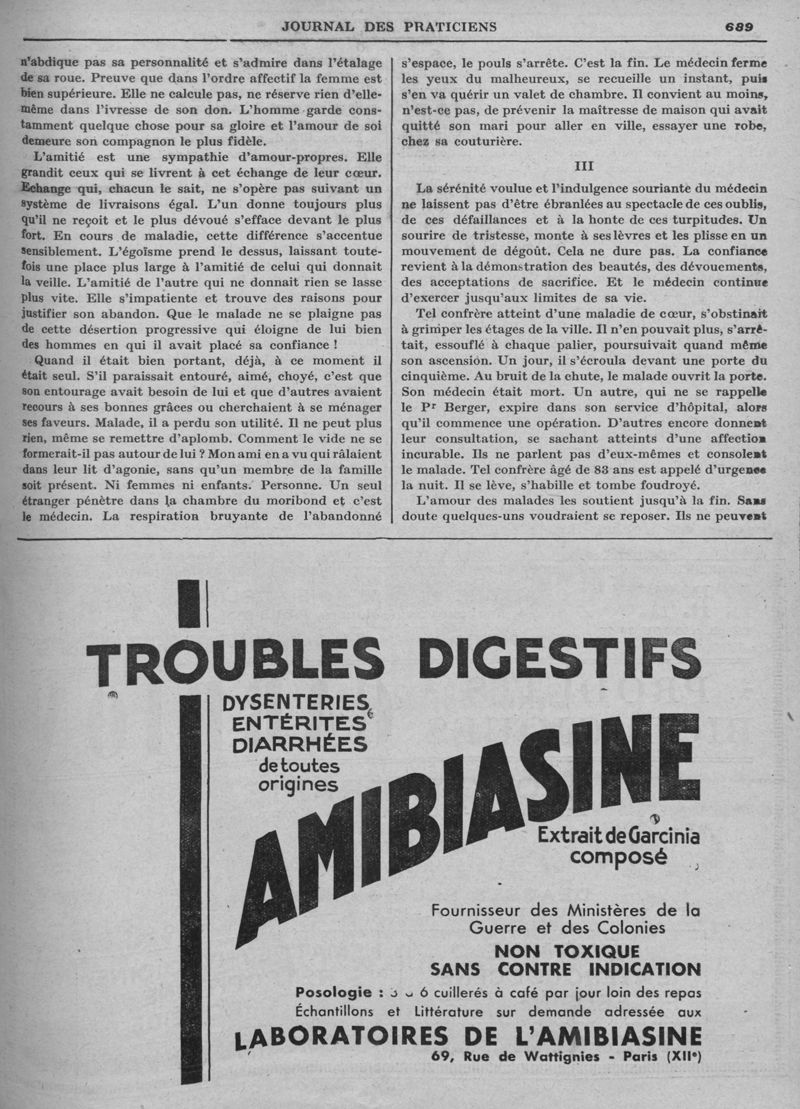 JOURNAL DES PRATICIENS
689
n'abdique pas sa personnalité et s'admire dans l'étalage
de sa roue. Preuve que dans l'ordre affectif la femme est
bien supérieure. Elle ne calcule pas, ne réserve rien d'elle-
même dans l'ivresse de son don. L'homme garde cons-
tamment quelque chose pour sa gloire et l'amour de soi
demeure son compagnon le plus fidèle.
L'amitié est une sympathie d'amour-propres. Elle
grandit ceux qui se livrent à cet échange de leur cœur.
Echange qui, chacun le sait, ne s'opère pas suivant un
système de livraisons égal. L'un donne toujours plus
qu'il ne reçoit et le plus dévoué s'efface devant le plus
fort. En cours de maladie, cette différence s'accentue
sensiblement. L'égoïsme prend le dessus, laissant toute-
fois une place plus large à l'amitié de celui qui donnait
la veille. L'amitié de l'autre qui ne donnait rien se lasse
plus vite. Elle s'impatiente et trouve des raisons pour
justifier son abandon. Que le malade ne se plaigne pas
de cette désertion progressive qui éloigne de lui bien
des hommes en qui il avait placé sa confiance !
Quand il était bien portant, déjà, à ce moment il
était seul. S'il paraissait entouré, aimé, choyé, c'est que
son entourage avait besoin de lui et que d'autres avaient
recours à ses bonnes grâces ou cherchaient à se ménager
ses faveurs. Malade, il a perdu son utilité. Il ne peut plus
rien, même se remettre d'aplomb. Comment le vide ne se
formerait-il pas autour de lui ? Mon ami en a vu qui râlaient
dans leur lit d'agonie, sans qu'un membre de la famille
soit présent. Ni femmes ni enfants. Personne. Un seul
étranger pénètre dans la chambre du moribond et c'est
le médecin. La respiration bruyante de l'abandonné
s'espace, le pouls s'arrête. C'est la fin. Le médecin ferme
les yeux du malheureux, se recueille un instant, puis
s'en va quérir un valet de chambre. Il convient au moins,
n'est-ce pas, de prévenir la maîtresse de maison qui avait
quitté son mari pour aller en ville, essayer une robe,
chez sa couturière.
III
La sérénité voulue et l'indulgence souriante du médecin
ne laissent pas d'être ébranlées au spectacle de ces oublis,
de ces défaillances et à la honte de ces turpitudes. Un
sourire de tristesse, monte à ses lèvres et les plisse en un
mouvement de dégoût. Cela ne dure pas. La confiance
revient à la démonstration des beautés, des dévouements,
des acceptations de sacrifice. Et le médecin continue
d'exercer jusqu'aux limites de sa vie.
Tel confrère atteint d'une maladie de cœur, s'obstinait
à grimper les étages de la ville. Il n'en pouvait plus, s'arrê-
tait, essouflé à chaque palier, poursuivait quand même
son ascension. Un jour, il s'écroula devant une porte du
cinquième. Au bruit de la chute, le malade ouvrit la porte.
Son médecin était mort. Un autre, qui ne se rappelle
le Pr Berger, expire dans son service d'hôpital, alors
qu'il commence une opération. D'autres encore donnent
leur consultation, se sachant atteints d'une affection
incurable. Ils ne parlent pas d'eux-mêmes et consolent
le malade. Tel confrère âgé de 83 ans est appelé d'urgence
la nuit. Il se lève, s'habille et tombe foudroyé.
L'amour des malades les soutient jusqu'à la fin. Sans
doute quelques-uns voudraient se reposer. Ils ne peuvent
TROUBLES DIGESTIFS
DYSENTERIES
ENTÉRITES
DIARRHÉES
de toutes
origines
AMIBIASINE
Extrait de Garcinia
composé
Fournisseur des Ministères de la
Guerre et des Colonies
NON TOXIQUE
SANS CONTRE INDICATION
Posologie : 6 cuillerés à café par jour loin des repas
Échantillons et Littérature sur demande adressée aux
LABORATOIRES DE L'AMIBIASINE
69, Rue de Wattignies - Paris (XIIe)